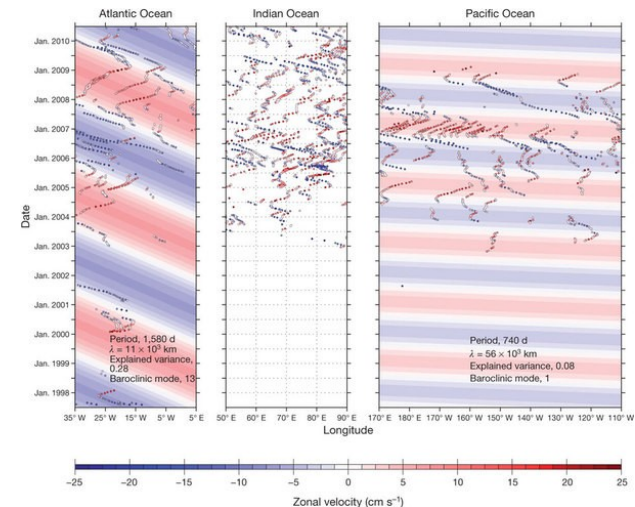 Atlantic Ocean
Indian Ocean
Pacific Ocean
Jan. 2010
Jan. 2009
Jan. 2008
Jan. 2007
Jan. 2006
Jan. 2005
Jan. 2004
Jan. 2003
Jan. 2002
Jan. 2001
Jan. 2000
Jan. 1999
Jan. 1998
Date
Period, 1,580 d
λ = 11 × 10³ km
Explained variance,
0.28
Baroclinic mode, 13
Period, 740 d
λ = 56 × 10³ km
Explained variance, 0.08
Baroclinic mode, 1
35° W 25° W 15° W 5° W 5° E
50° E 60° E 70° E 80° E 90° E
170° E 180° W 170° W 160° W 150° W 140° W 130° W 120° W 110° W
Longitude
−25 −20 −15 −10 −5 0 5 10 15 20 25
Zonal velocity (cm s⁻¹)